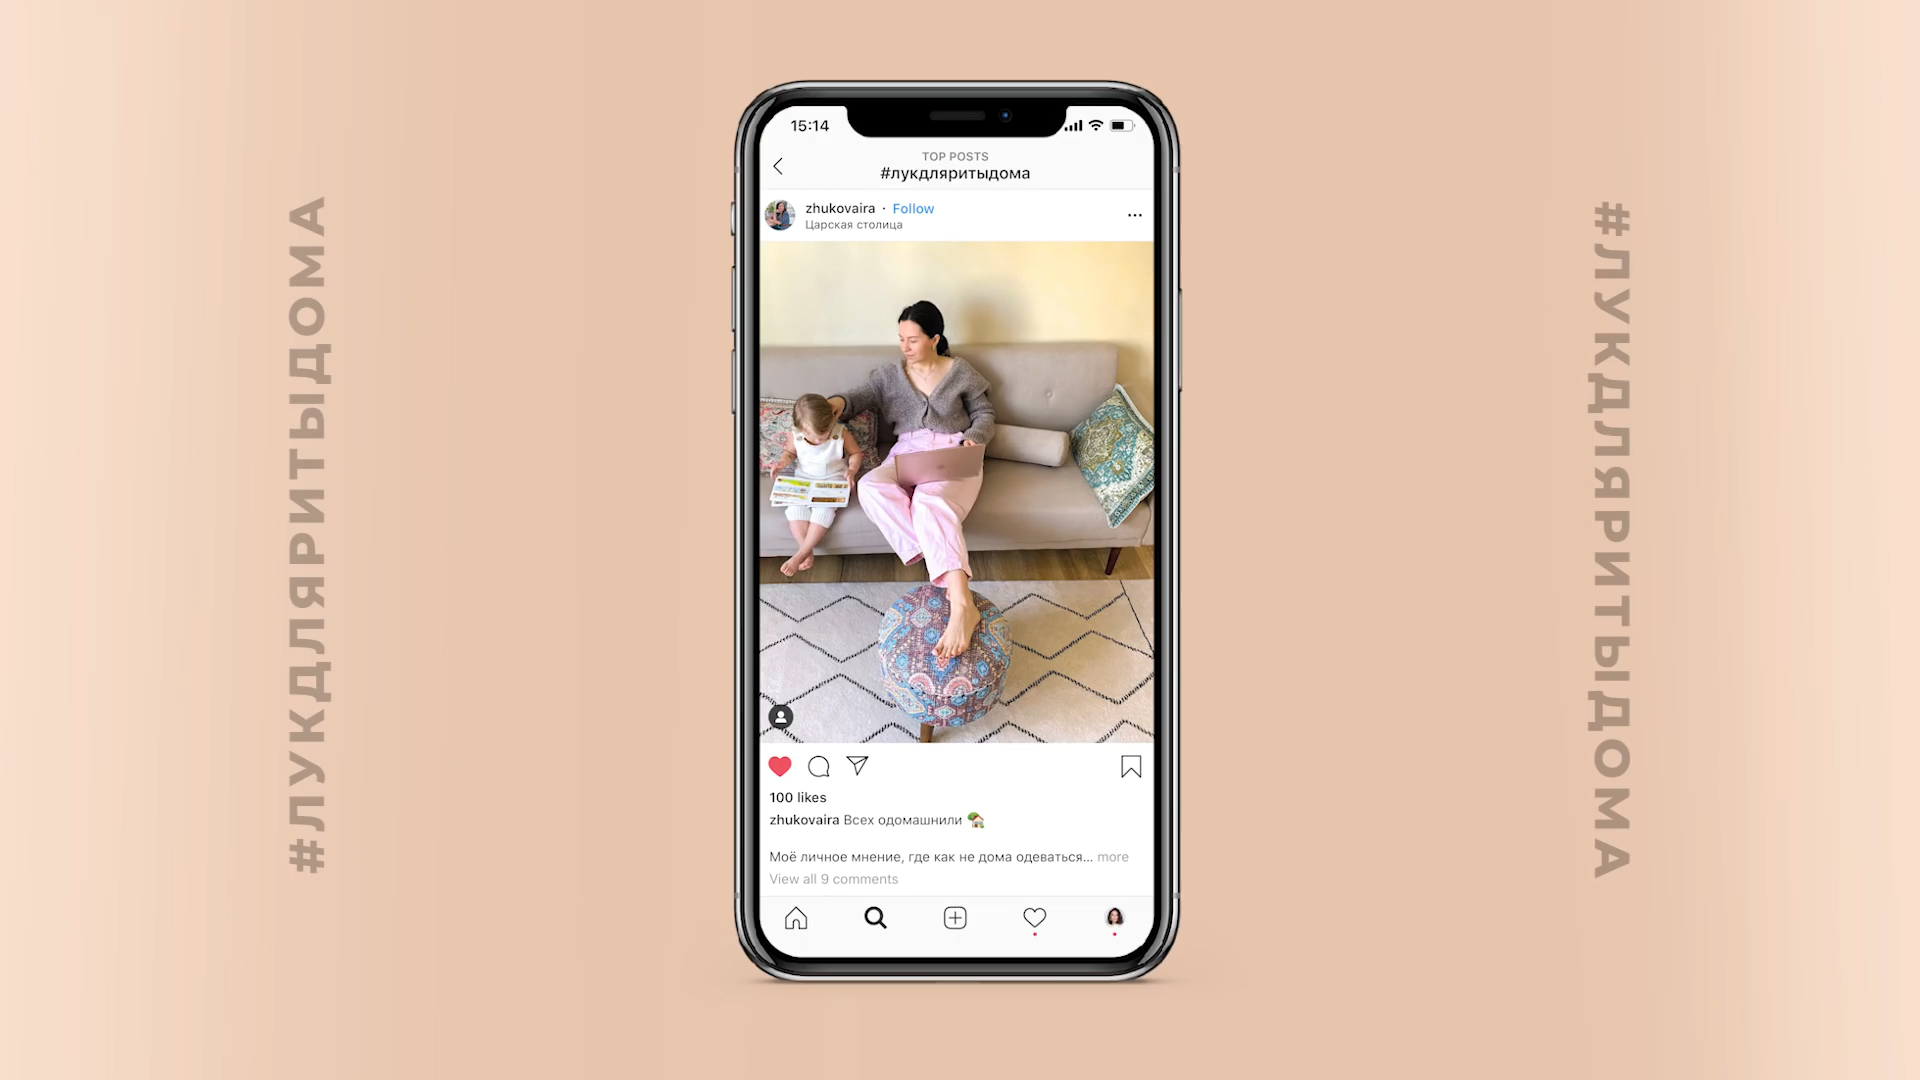 #ЛУКДЛЯРИТЫДОМА
15:14
TOP POSTS
#лукдляритыдома
zhukovaira · Follow
Царская столица
100 likes
zhukovaira Всех одомашнили 🏡
Моё личное мнение, где как не дома одеваться... more
View all 9 comments
#ЛУКДЛЯРИТЫДОМА